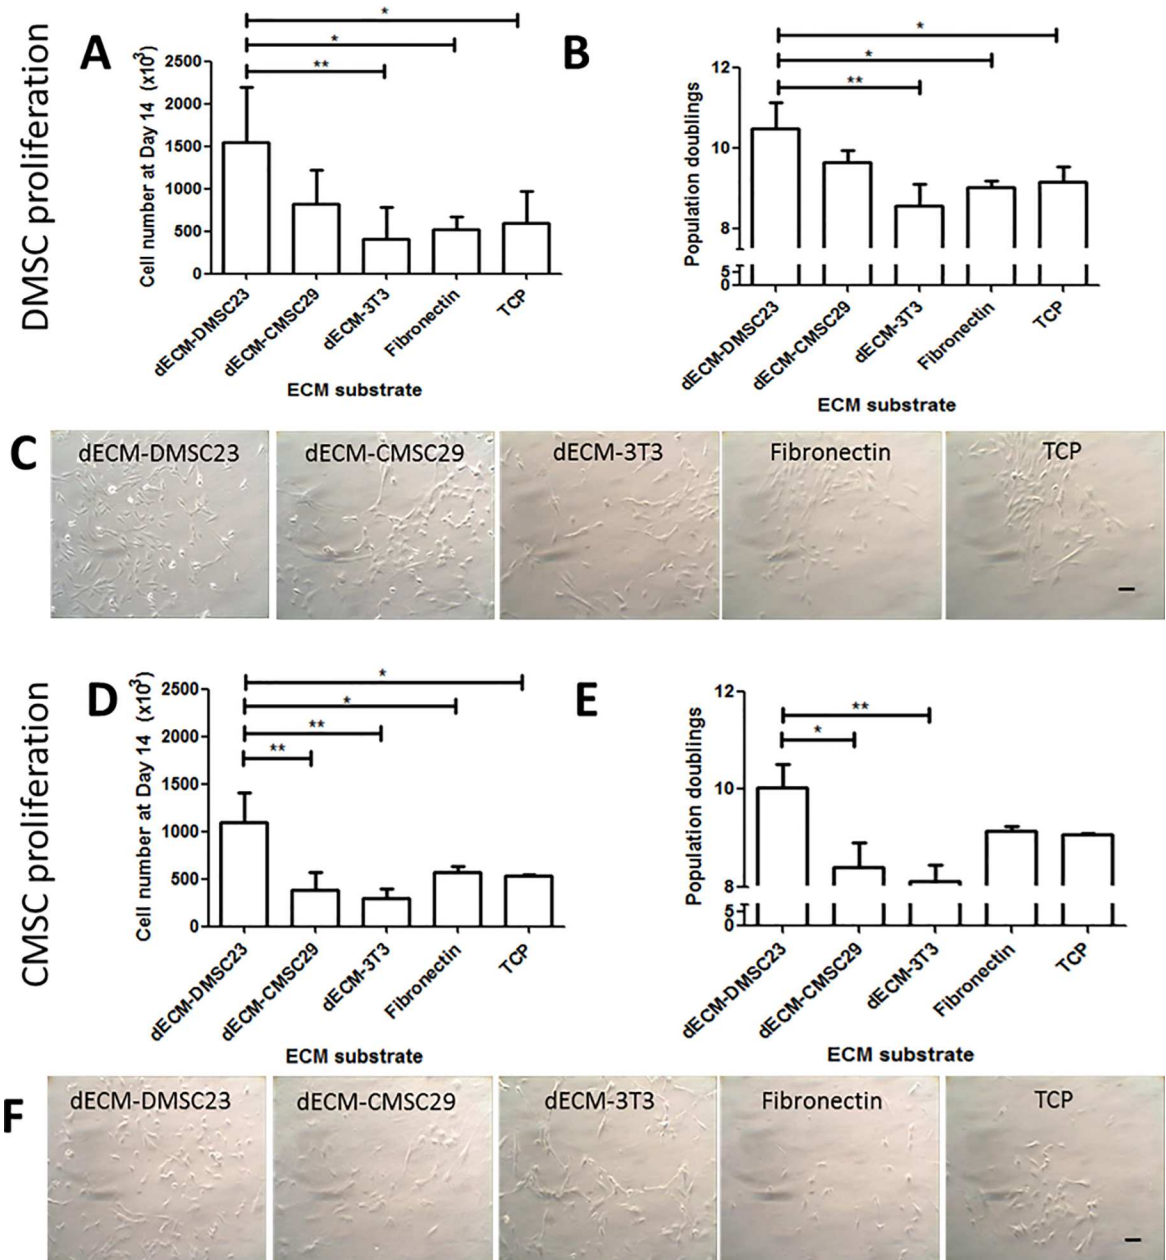 DMSC proliferation
A
Cell number at Day 14 (x10³)
2500
2000
1500
1000
500
0
*
*
**
dECM-DMSC23
dECM-CMSC29
dECM-3T3
Fibronectin
TCP
ECM substrate
B
Population doublings
12
10
8
5
0
*
*
**
dECM-DMSC23
dECM-CMSC29
dECM-3T3
Fibronectin
TCP
ECM substrate
C
dECM-DMSC23
dECM-CMSC29
dECM-3T3
Fibronectin
TCP
CMSC proliferation
D
Cell number at Day 14 (x10³)
2500
2000
1500
1000
500
0
*
*
**
**
dECM-DMSC23
dECM-CMSC29
dECM-3T3
Fibronectin
TCP
ECM substrate
E
Population doublings
12
10
8
5
0
**
*
dECM-DMSC23
dECM-CMSC29
dECM-3T3
Fibronectin
TCP
ECM substrate
F
dECM-DMSC23
dECM-CMSC29
dECM-3T3
Fibronectin
TCP